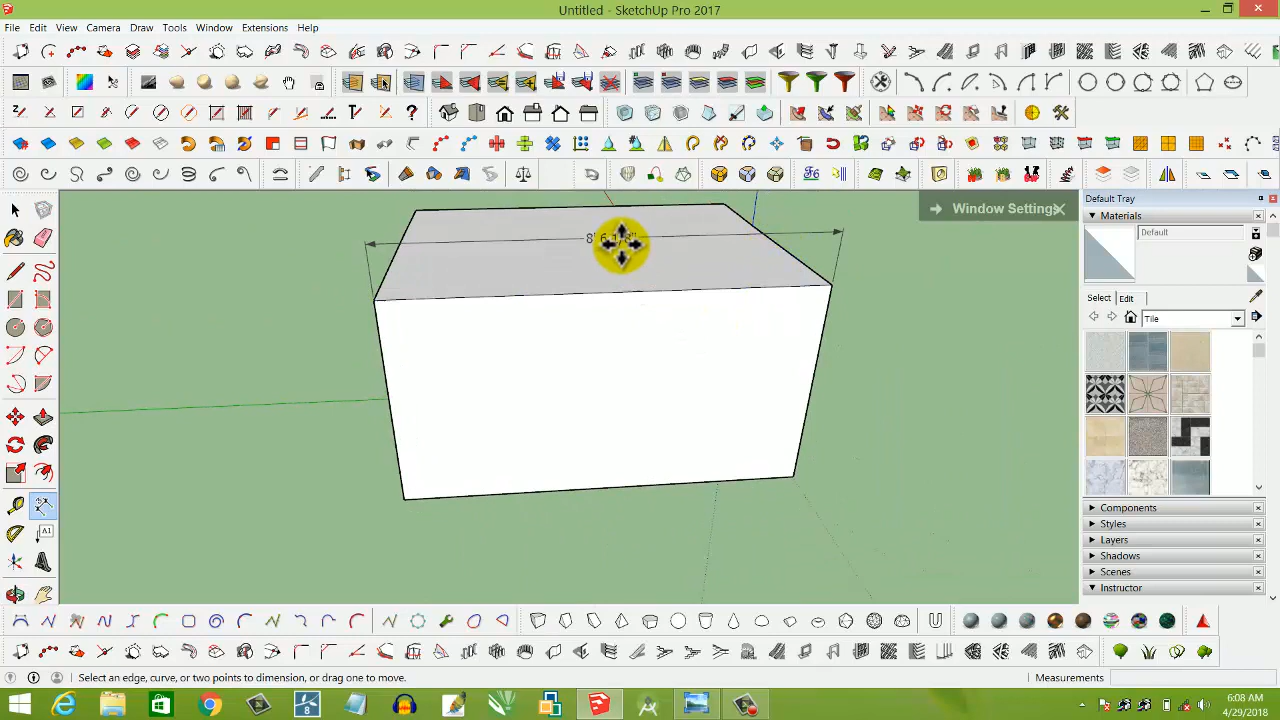 Untitled - SketchUp Pro 2017
File Edit View Camera Draw Tools Window Extensions Help
Default Tray
Window Settings
Materials
Default
Select Edit
Tile
Components
Styles
Layers
Shadows
Scenes
Instructor
A1
Select an edge, curve, or two points to dimension, or drag one to move.
Measurements
6:08 AM
4/29/2018